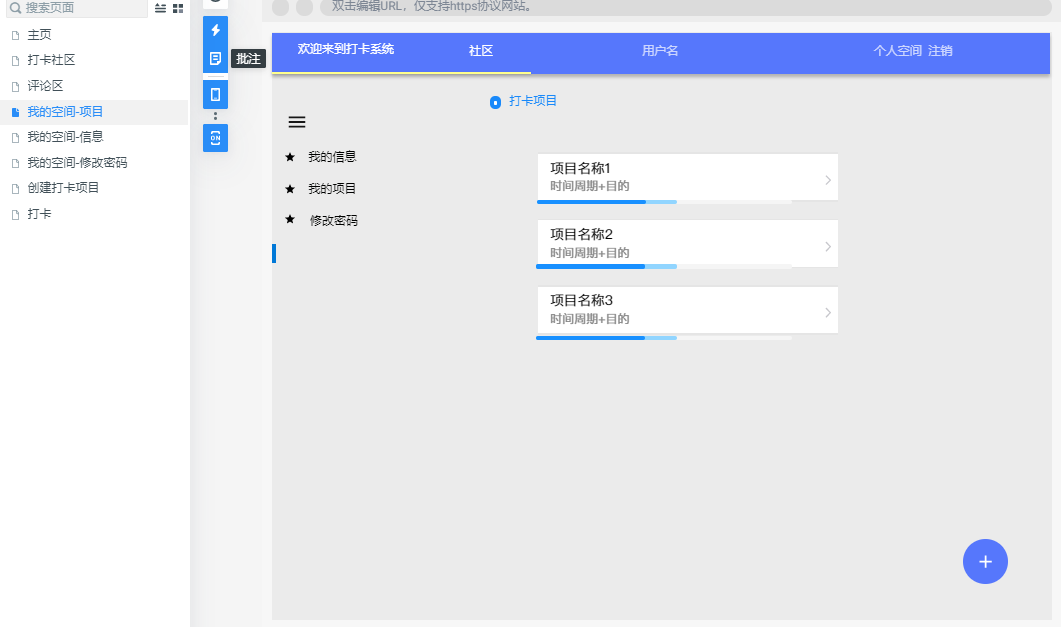 搜索页面
主页
打卡社区
评论区
我的空间-项目
我的空间-信息
我的空间-修改密码
创建打卡项目
打卡
批注
ON
双击编辑URL，仅支持https协议网站。
欢迎来到打卡系统 社区 用户名 个人空间 注销
打卡项目
我的信息
我的项目
修改密码
项目名称1
时间周期+目的
项目名称2
时间周期+目的
项目名称3
时间周期+目的